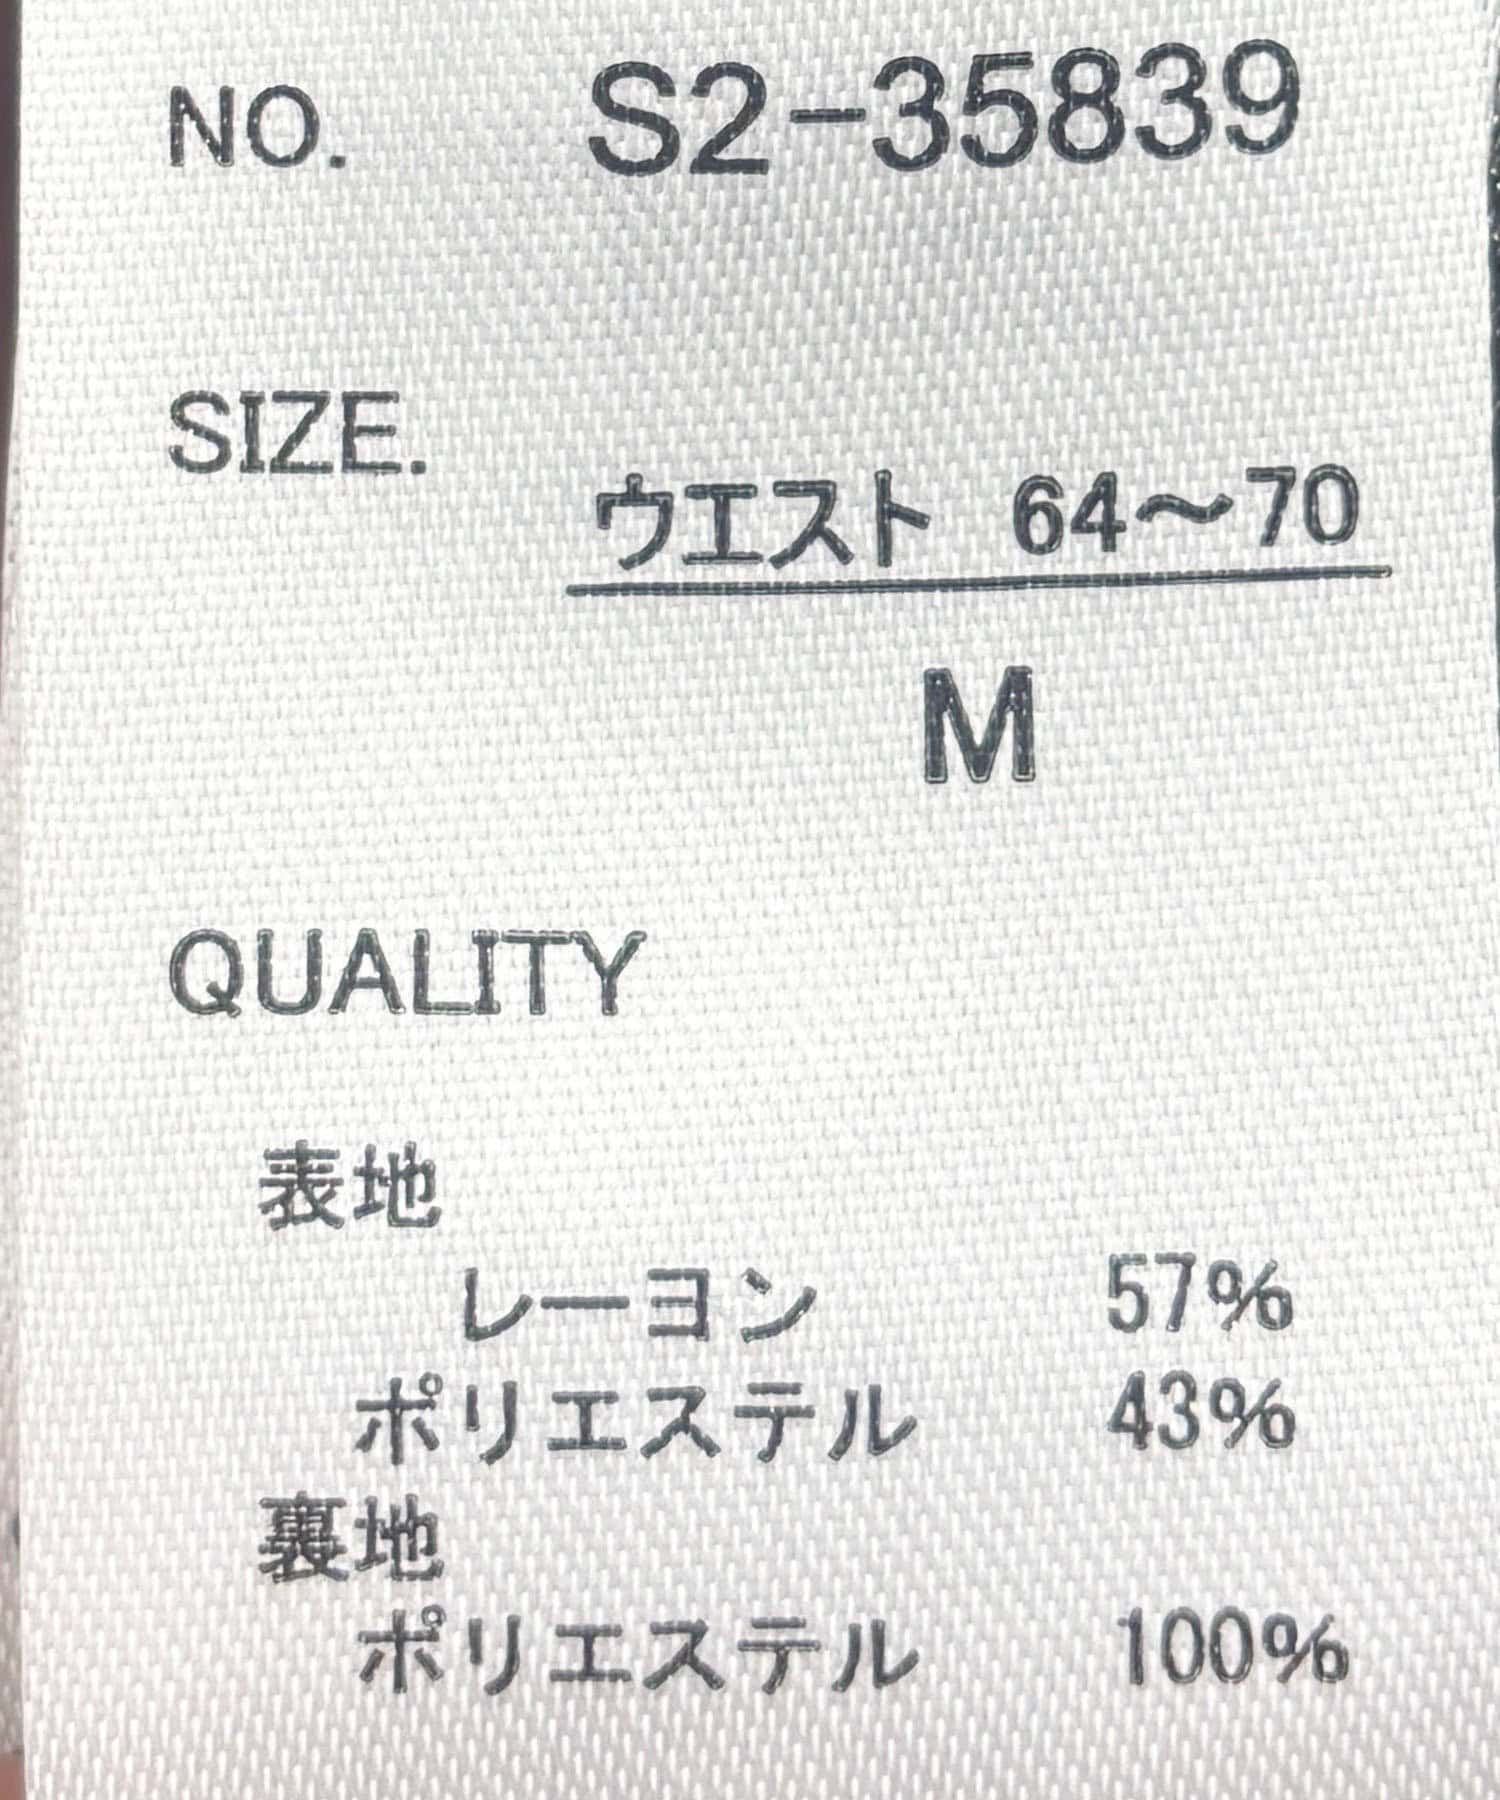 NO. S2-35839
SIZE.
ウエスト 64～70
M
QUALITY
表地
レーヨン 57%
ポリエステル 43%
裏地
ポリエステル 100%